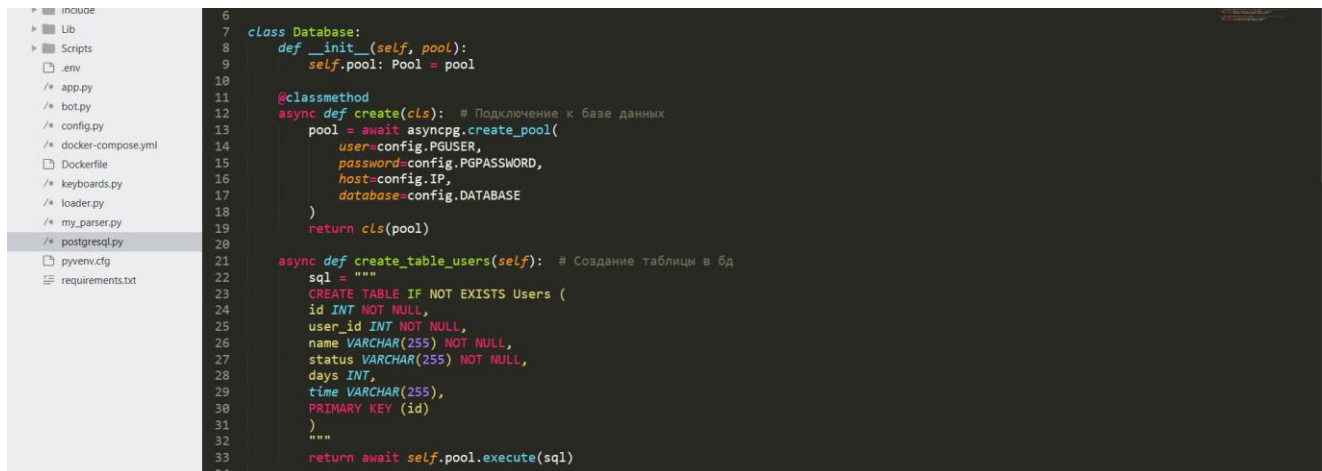 include
Lib
Scripts
.env
app.py
bot.py
config.py
docker-compose.yml
Dockerfile
keyboards.py
loader.py
my_parser.py
postgresql.py
pyvenv.cfg
requirements.txt
6
7 class Database:
8 def __init__(self, pool):
9 self.pool: Pool = pool
10
11 @classmethod
12 async def create(cls): # Подключение к базе данных
13 pool = await asyncpg.create_pool(
14 user=config.PGUSER,
15 password=config.PGPASSWORD,
16 host=config.IP,
17 database=config.DATABASE
18 )
19 return cls(pool)
20
21 async def create_table_users(self): # Создание таблицы в бд
22 sql = """
23 CREATE TABLE IF NOT EXISTS Users (
24 id INT NOT NULL,
25 user_id INT NOT NULL,
26 name VARCHAR(255) NOT NULL,
27 status VARCHAR(255) NOT NULL,
28 days INT,
29 time VARCHAR(255),
30 PRIMARY KEY (id)
31 )
32 """
33 return await self.pool.execute(sql)